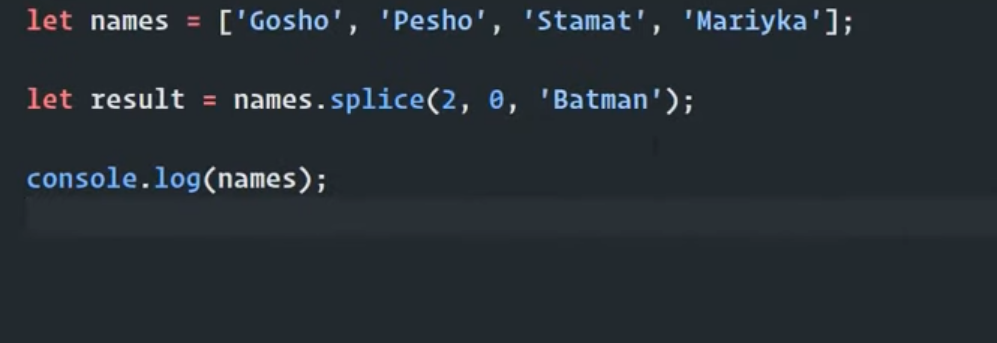 let names = ['Gosho', 'Pesho', 'Stamat', 'Mariyka'];
let result = names.splice(2, 0, 'Batman');
console.log(names);